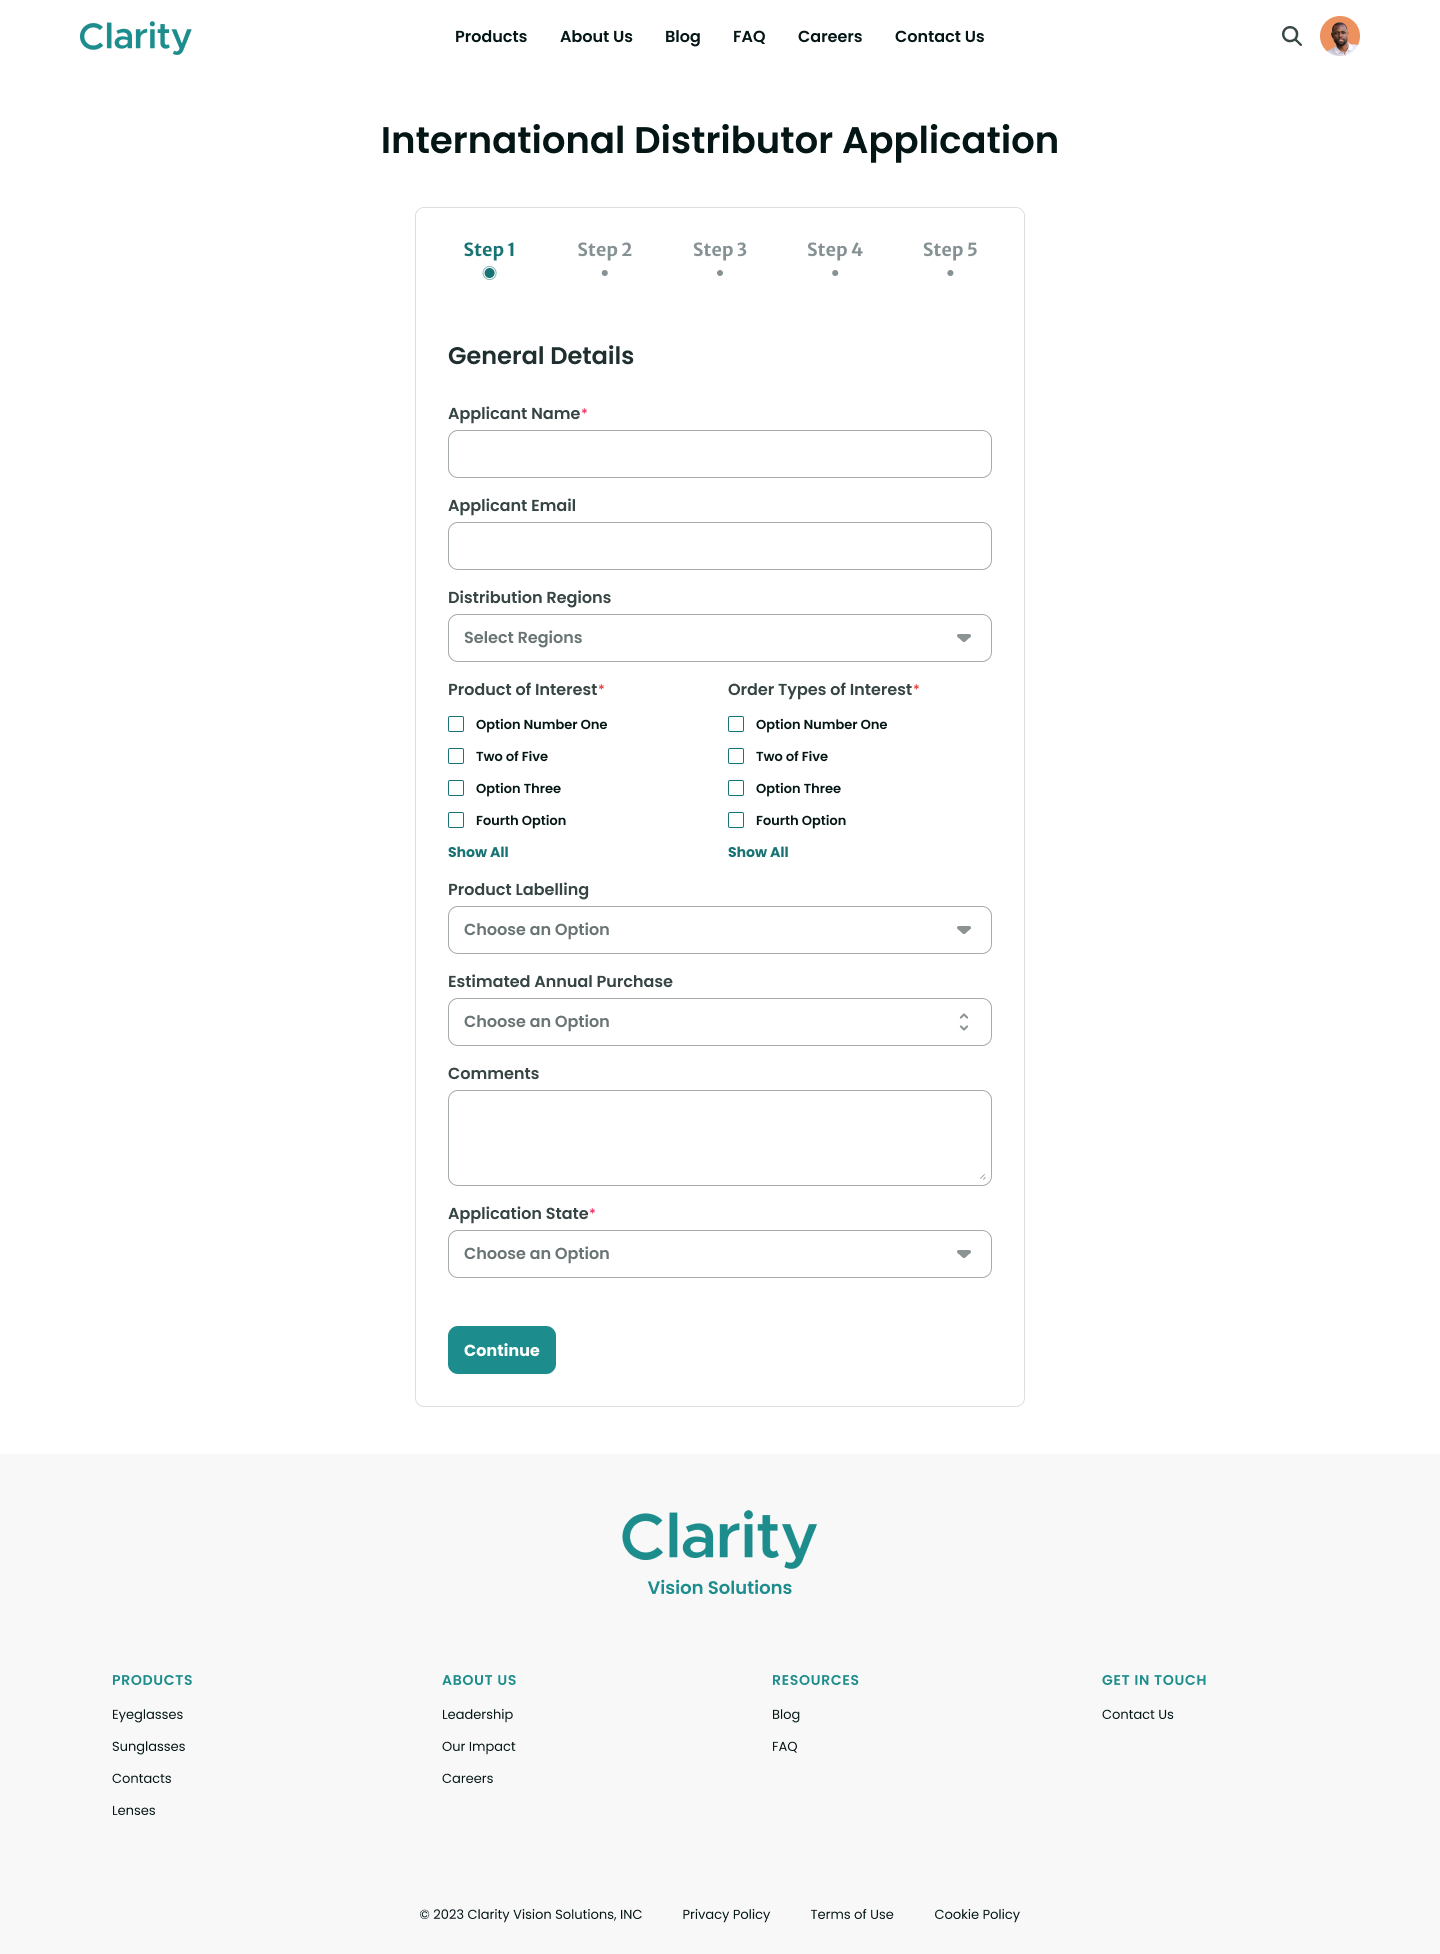 Clarity
Products About Us Blog FAQ Careers Contact Us
International Distributor Application
Step 1 Step 2 Step 3 Step 4 Step 5
General Details
Applicant Name*
Applicant Email
Distribution Regions
Select Regions
Product of Interest*
Option Number One
Two of Five
Option Three
Fourth Option
Show All
Order Types of Interest*
Option Number One
Two of Five
Option Three
Fourth Option
Show All
Product Labelling
Choose an Option
Estimated Annual Purchase
Choose an Option
Comments
Application State*
Choose an Option
Continue
Clarity
Vision Solutions
PRODUCTS
Eyeglasses
Sunglasses
Contacts
Lenses
ABOUT US
Leadership
Our Impact
Careers
RESOURCES
Blog
FAQ
GET IN TOUCH
Contact Us
© 2023 Clarity Vision Solutions, INC Privacy Policy Terms of Use Cookie Policy